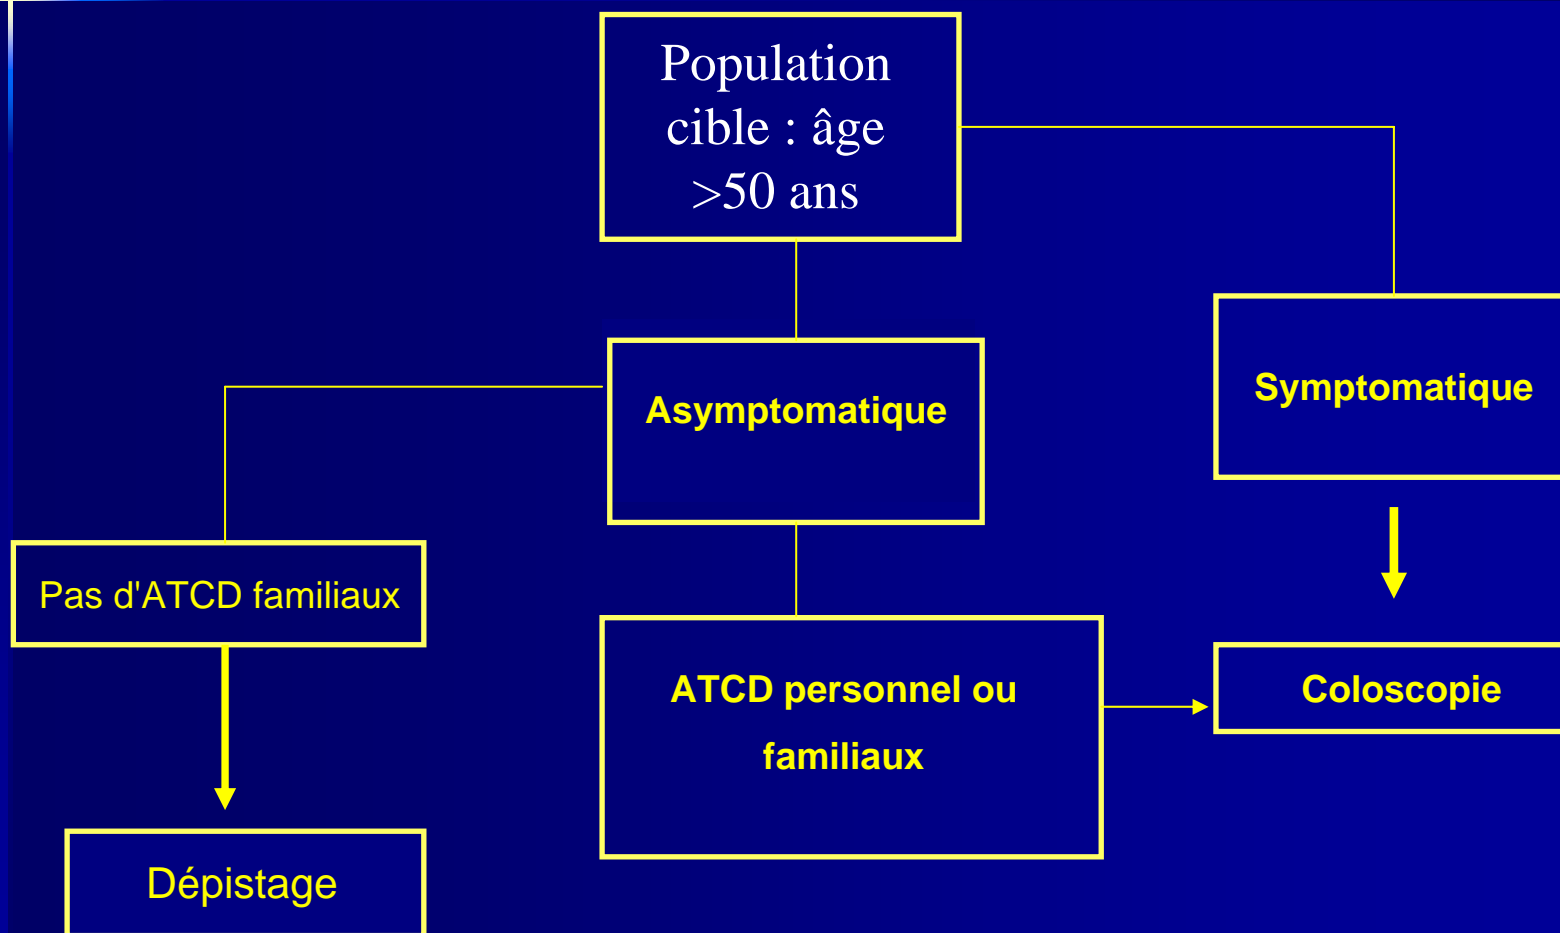 Population
cible : âge
>50 ans
Asymptomatique
Symptomatique
Pas d'ATCD familiaux
ATCD personnel ou
familiaux
Coloscopie
Dépistage